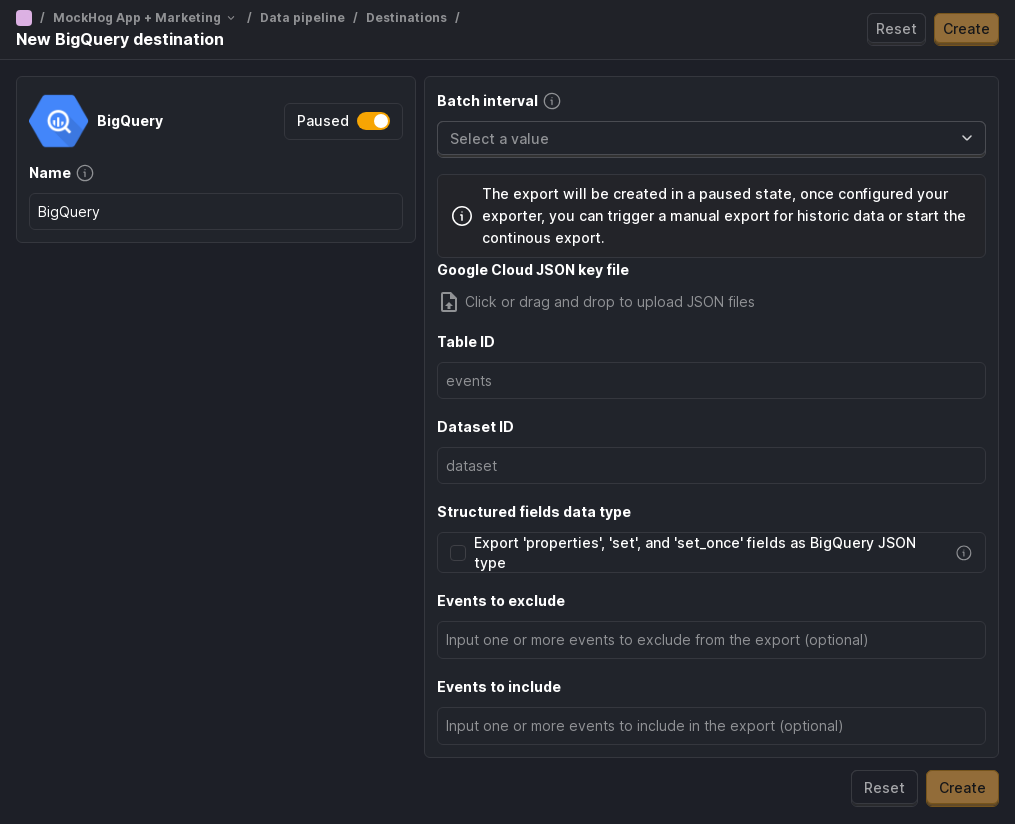 / MockHog App + Marketing / Data pipeline / Destinations /
New BigQuery destination
Reset Create
BigQuery
Paused
Name
BigQuery
Batch interval
Select a value
The export will be created in a paused state, once configured your
exporter, you can trigger a manual export for historic data or start the
continous export.
Google Cloud JSON key file
Click or drag and drop to upload JSON files
Table ID
events
Dataset ID
dataset
Structured fields data type
Export 'properties', 'set', and 'set_once' fields as BigQuery JSON
type
Events to exclude
Input one or more events to exclude from the export (optional)
Events to include
Input one or more events to include in the export (optional)
Reset Create